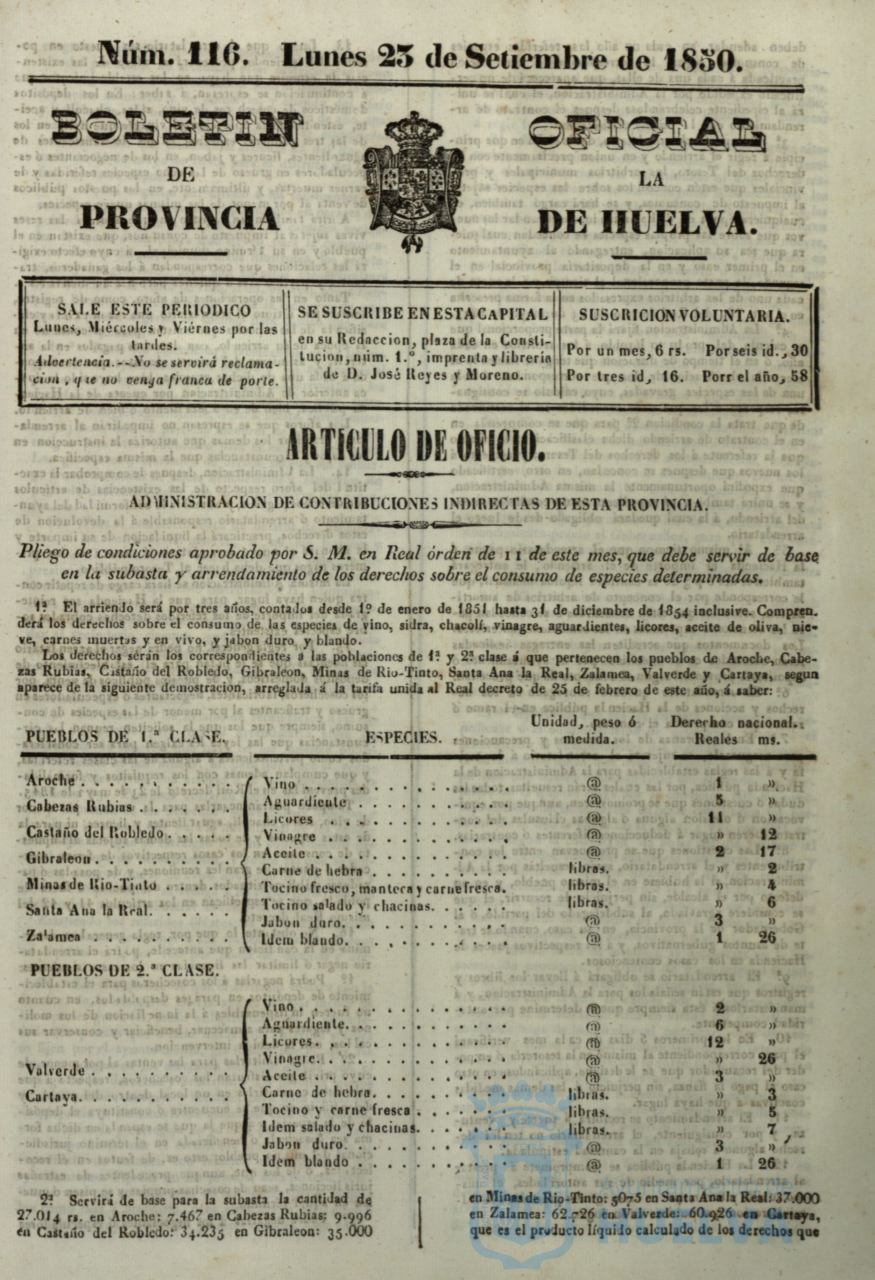 Núm. 116. Lunes 23 de Setiembre de 1850.
BOLETIN OFICIAL
DE LA
PROVINCIA DE HUELVA.
SALE ESTE PERIODICO
Lunes, Miércoles y Viérnes por las
tardes.
Advertencia.--No se servirá reclama-
cion, que no venga franca de porte.
SE SUSCRIBE EN ESTA CAPITAL
en su Redaccion, plaza de la Consti-
tucion, núm. 1.º, imprenta y libreria
de D. José Reyes y Moreno.
SUSCRICION VOLUNTARIA.
Por un mes, 6 rs. Por seis id., 30
Por tres id, 16. Porr el año, 58
ARTICULO DE OFICIO.
ADMINISTRACION DE CONTRIBUCIONES INDIRECTAS DE ESTA PROVINCIA.
Pliego de condiciones aprobado por S. M. en Real órden de 11 de este mes, que debe servir de base
en la subasta y arrendamiento de los derechos sobre el consumo de especies determinadas.
1ª El arriendo será por tres años, contados desde 1º de enero de 1851 hasta 31 de diciembre de 1854 inclusive. Compren.
derá los derechos sobre el consumo de las especies de vino, sidra, chacolí, vinagre, aguardientes, licores, aceite de oliva, nie-
ve, carnes muertas y en vivo, y jabon duro y blando.
Los derechos serán los correspondientes á las poblaciones de 1ª y 2ª clase á que pertenecen los pueblos de Aroche, Cabe-
zas Rubias, Castaño del Robledo, Gibraleon, Minas de Rio-Tinto, Santa Ana la Real, Zalamea, Valverde y Cartaya, segun
aparece de la siguiente demostracion, arreglada á la tarifa unida al Real decreto de 25 de febrero de este año, á saber:
PUEBLOS DE 1.ª CLASE. ESPECIES. Unidad, peso ó medida. Derecho nacional. Reales ms.
Aroche . . . . . . . . . .
Cabezas Rubias . . . . . .
Castaño del Robledo . . . . .
Gibraleon . . . . . . . . .
Minas de Rio-Tinto . . . . .
Santa Ana la Real. . . . . .
Zalamea . . . . . . . . . .
Vino . . . . . . . . . . . . @ 1 »
Aguardiente . . . . . . . . . @ 5 »
Licores . . . . . . . . . . . @ 11 »
Vinagre . . . . . . . . . . . @ » 12
Aceite . . . . . . . . . . . @ 2 17
Carne de hebra . . . . . . . . libras. » 2
Tocino fresco, manteca y carne fresca. libras. » 4
Tocino salado y chacinas. . . . . . libras. » 6
Jabon duro. . . . . . . . . . @ 3 »
Idem blando. . . . . . . . . . @ 1 26
PUEBLOS DE 2.ª CLASE.
Valverde . . . . . . . . . .
Cartaya. . . . . . . . . . .
Vino . . . . . . . . . . . . @ 2 »
Aguardiente. . . . . . . . . . @ 6 »
Licores. . . . . . . . . . . @ 12 »
Vinagre. . . . . . . . . . . @ » 26
Aceite . . . . . . . . . . . @ 3 »
Carne de hebra. . . . . . . . . libras. » 3
Tocino y carne fresca . . . . . . libras. » 5
Idem salado y chacinas. . . . . . libras. » 7
Jabon duro. . . . . . . . . . @ 3 »
Idem blando . . . . . . . . . @ 1 26
2ª Servirá de base para la subasta la cantidad de
27.014 rs. en Aroche: 7.467 en Cabezas Rubias: 9.996
en Castaño del Robledo: 34.235 en Gibraleon: 35.000
en Minas de Rio-Tinto: 5075 en Santa Ana la Real: 37.000
en Zalamea: 62.726 en Valverde: 60.926 en Cartaya,
que es el producto líquido calculado de los derechos que